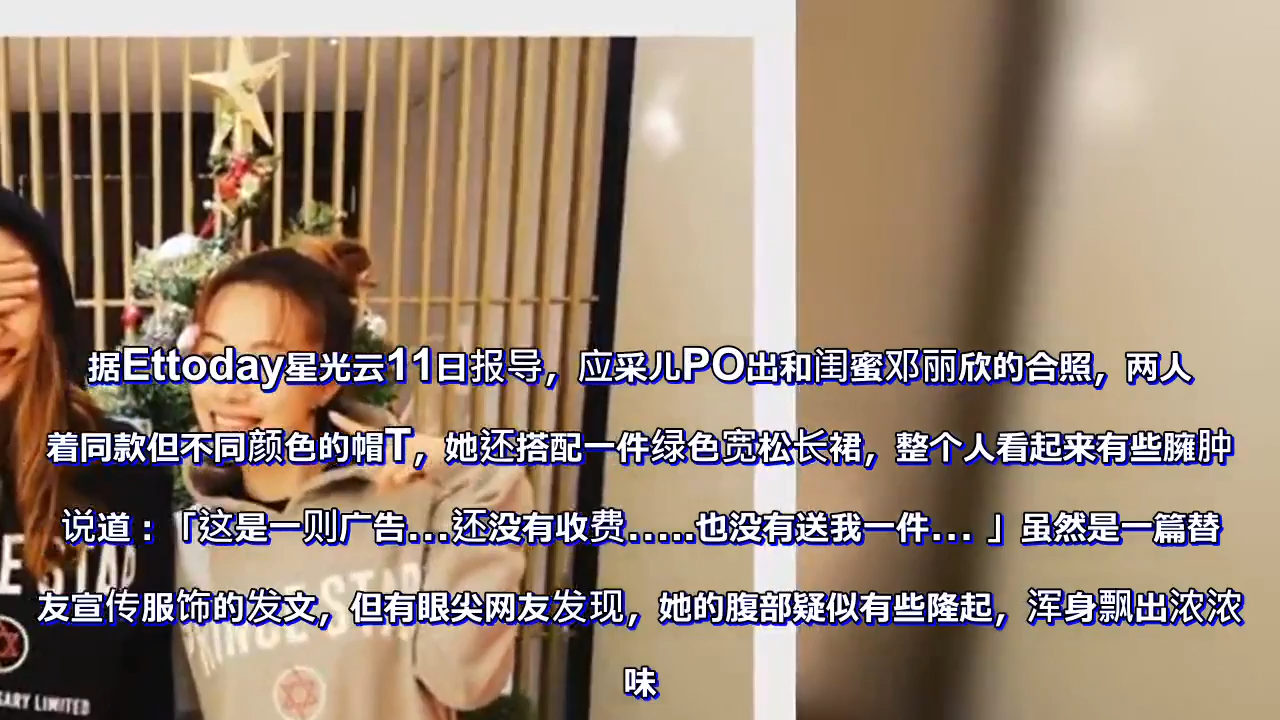 据Ettoday星光云11日报导，应采儿PO出和闺蜜邓丽欣的合照，两人
着同款但不同颜色的帽T，她还搭配一件绿色宽松长裙，整个人看起来有些臃肿
说道：「这是一则广告...还没有收费......也没有送我一件... 」虽然是一篇替
友宣传服饰的发文，但有眼尖网友发现，她的腹部疑似有些隆起，浑身飘出浓浓
味
E STAR
PRINCE STAR
SARY LIMITED